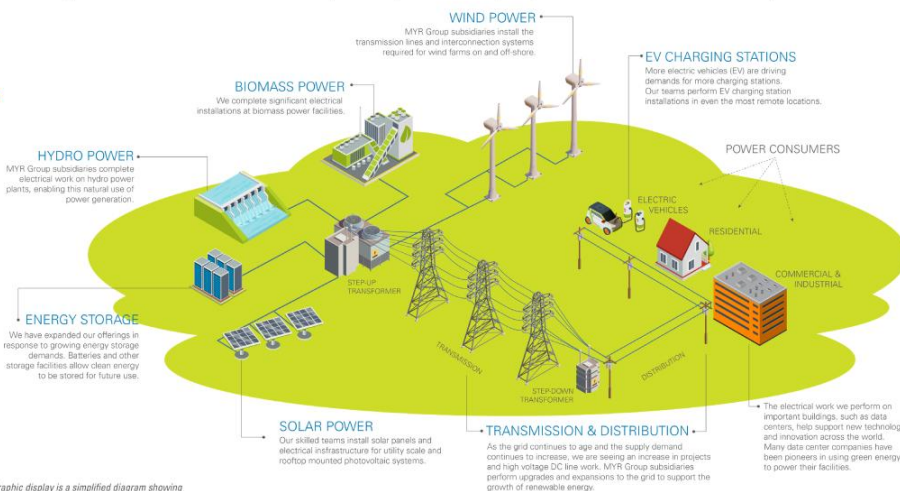 WIND POWER
MYR Group subsidiaries install the
transmission lines and interconnection systems
required for wind farms on and off-shore.
EV CHARGING STATIONS
More electric vehicles (EV) are driving
demands for more charging stations.
Our teams perform EV charging station
installations in even the most remote locations.
BIOMASS POWER
We complete significant electrical
installations at biomass power facilities.
HYDRO POWER
MYR Group subsidiaries complete
electrical work on hydro power
plants, enabling this natural use of
power generation.
POWER CONSUMERS
ELECTRIC
VEHICLES
RESIDENTIAL
COMMERCIAL &
INDUSTRIAL
STEP-UP
TRANSFORMER
ENERGY STORAGE
We have expanded our offerings in
response to growing energy storage
demands. Batteries and other
storage facilities allow clean energy
to be stored for future use.
TRANSMISSION
STEP-DOWN
TRANSFORMER
DISTRIBUTION
SOLAR POWER
Our skilled teams install solar panels and
electrical infrastructure for utility scale and
rooftop mounted photovoltaic systems.
TRANSMISSION & DISTRIBUTION
As the grid continues to age and the supply demand
continues to increase, we are seeing an increase in projects
and high voltage DC line work. MYR Group subsidiaries
perform upgrades and expansions to the grid to support the
growth of renewable energy.
The electrical work we perform on
important buildings, such as data
centers, help support new technolog
and innovation across the world.
Many data center companies have
been pioneers in using green energy
to power their facilities.
raphic display is a simplified diagram showing